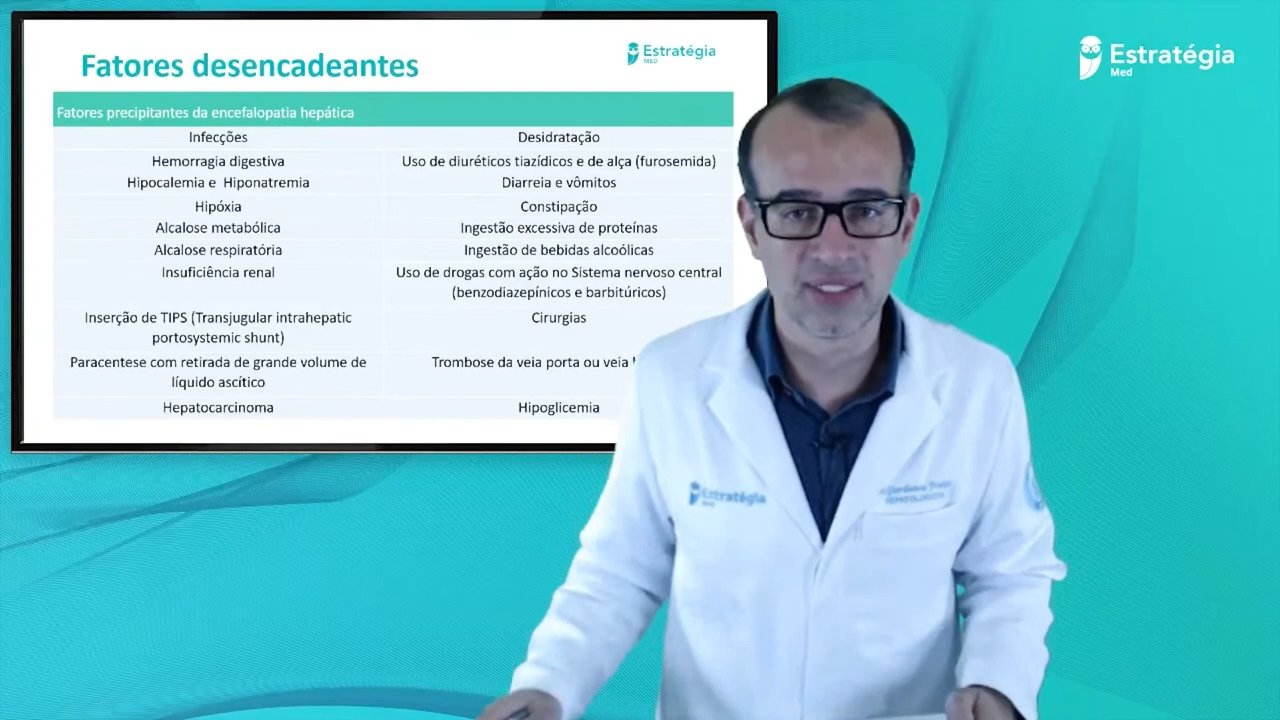 Fatores desencadeantes
Estratégia
MED
Estratégia
Med
Fatores precipitantes da encefalopatia hepática
Infecções
Desidratação
Hemorragia digestiva
Uso de diuréticos tiazídicos e de alça (furosemida)
Hipocalemia e Hiponatremia
Diarreia e vômitos
Hipóxia
Constipação
Alcalose metabólica
Ingestão excessiva de proteínas
Alcalose respiratória
Ingestão de bebidas alcoólicas
Insuficiência renal
Uso de drogas com ação no Sistema nervoso central
(benzodiazepínicos e barbitúricos)
Inserção de TIPS (Transjugular intrahepatic
portosystemic shunt)
Cirurgias
Paracentese com retirada de grande volume de
líquido ascítico
Trombose da veia porta ou veia
Hepatocarcinoma
Hipoglicemia
Estratégia